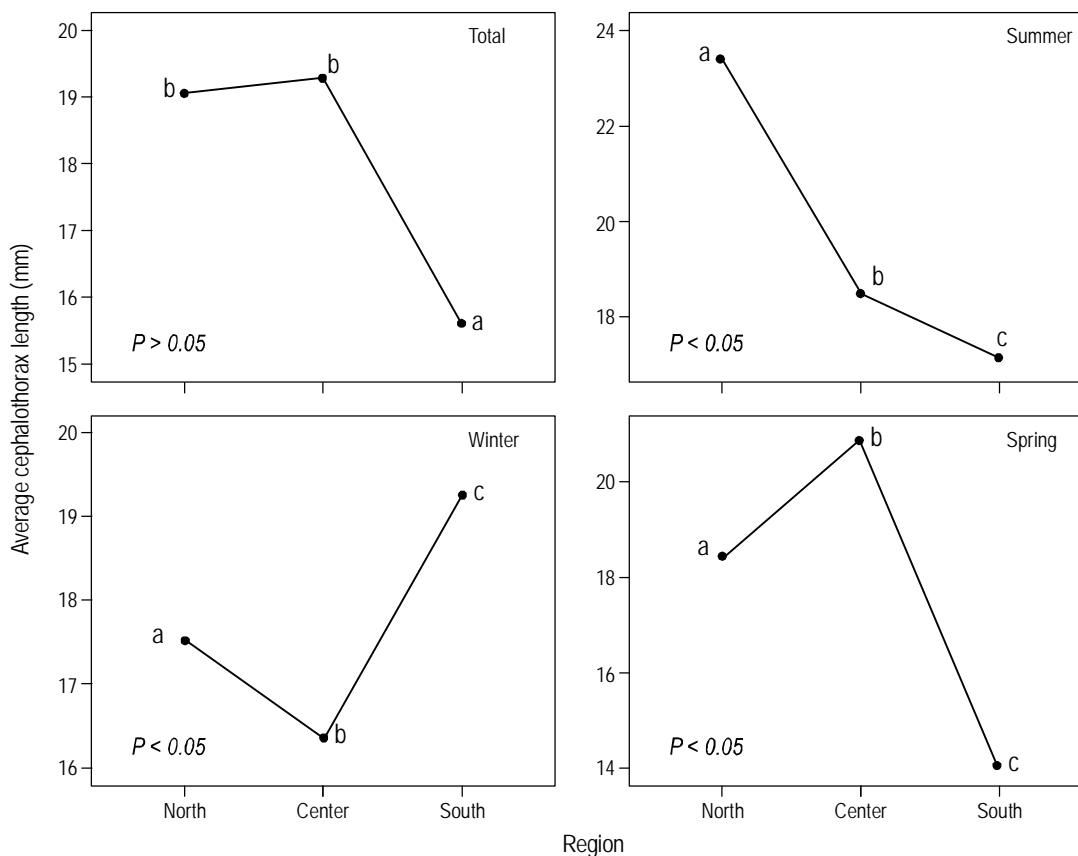 Average cephalothorax length (mm)
Total
20
19
18
17
16
15
b
b
a
P > 0.05
Summer
24
22
20
18
a
b
c
P < 0.05
Winter
20
19
18
17
16
a
b
c
P < 0.05
North Center South
Spring
20
18
16
14
a
b
c
P < 0.05
North Center South
Region